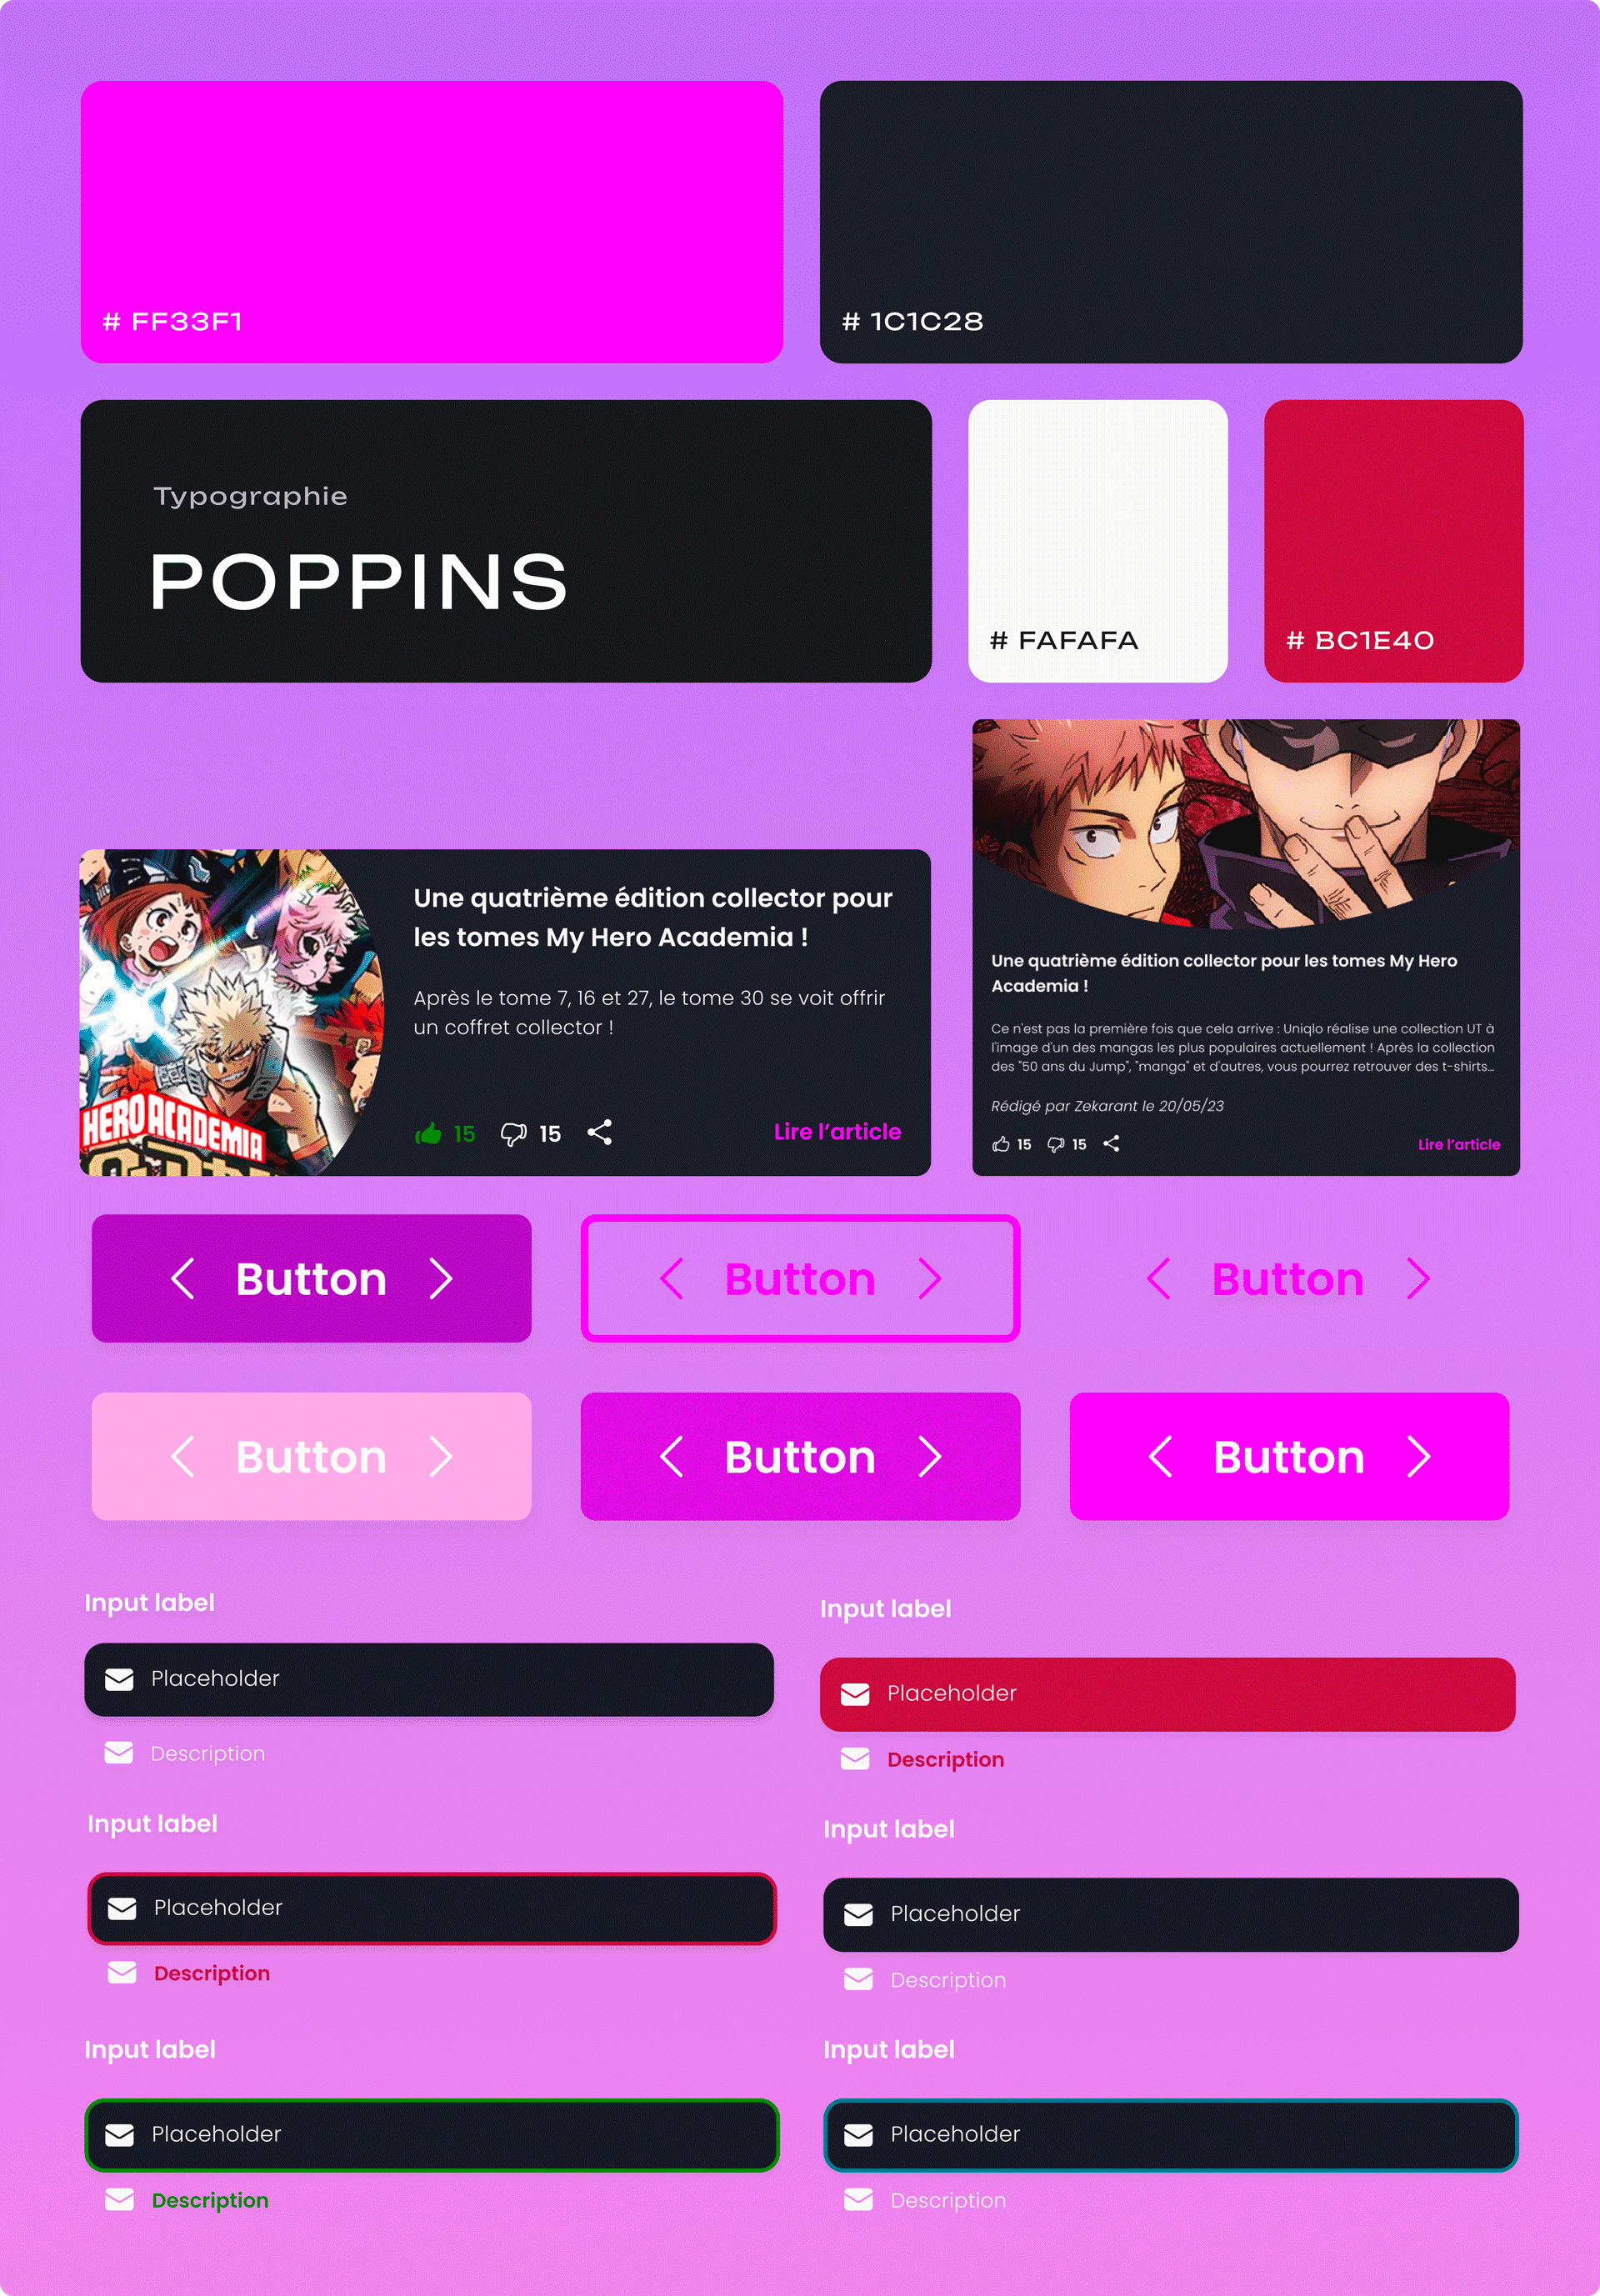 # FF33F1
# 1C1C28
Typographie
POPPINS
# FAFAFA
# BC1E40
HERO ACADEMIA
Une quatrième édition collector pour
les tomes My Hero Academia !
Après le tome 7, 16 et 27, le tome 30 se voit offrir
un coffret collector !
15
15
Lire l'article
Une quatrième édition collector pour les tomes My Hero
Academia !
Ce n'est pas la première fois que cela arrive : Uniqlo réalise une collection UT à
l'image d'un des mangas les plus populaires actuellement ! Après la collection
des "50 ans du Jump", "manga" et d'autres, vous pourrez retrouver des t-shirts...
Rédigé par Zekarant le 20/05/23
15
15
Lire l'article
Button
Button
Button
Button
Button
Button
Input label
Placeholder
Description
Input label
Placeholder
Description
Input label
Placeholder
Description
Input label
Placeholder
Description
Input label
Placeholder
Description
Input label
Placeholder
Description